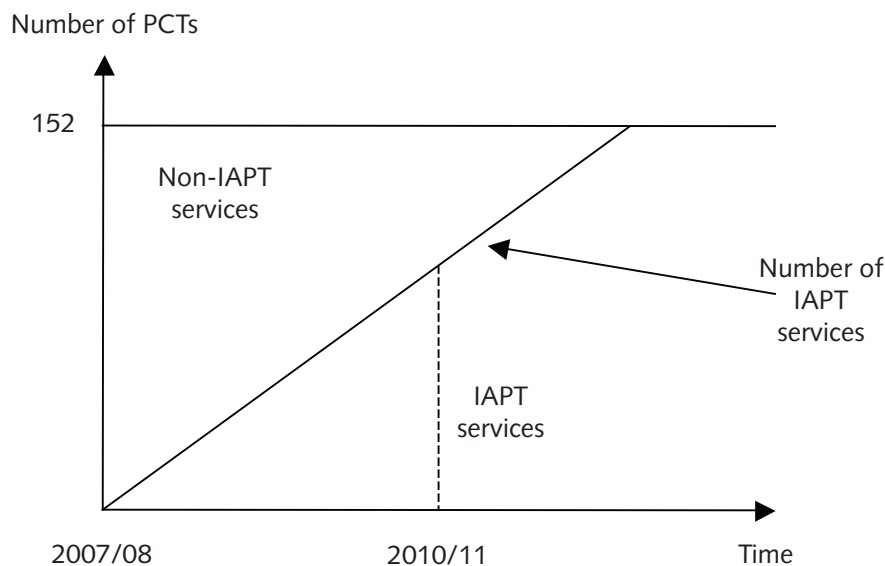 Number of PCTs
152
Non-IAPT
services
Number of
IAPT
services
IAPT
services
2007/08
2010/11
Time